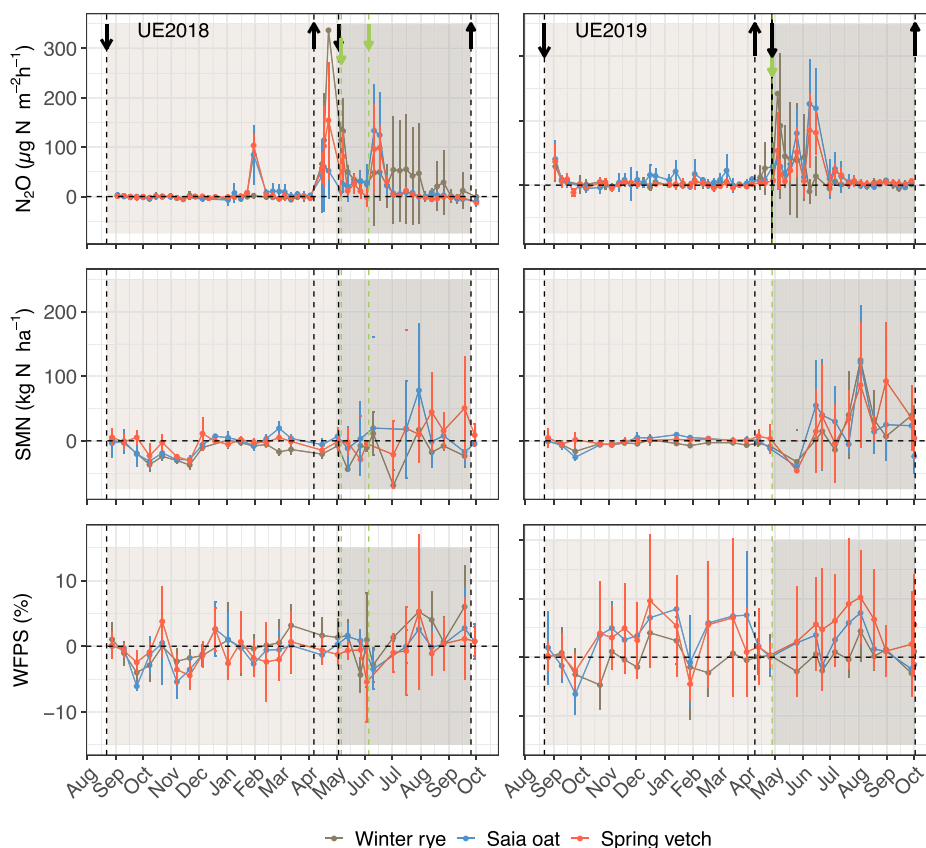 UE2018
UE2019
N₂O (µg N m⁻²h⁻¹)
300
200
100
0
SMN (kg N ha⁻¹)
200
100
0
WFPS (%)
10
0
−10
Aug Sep Oct Nov Dec Jan Feb Mar Apr May Jun Jul Aug Sep Oct
Aug Sep Oct Nov Dec Jan Feb Mar Apr May Jun Jul Aug Sep Oct
Winter rye Saia oat Spring vetch